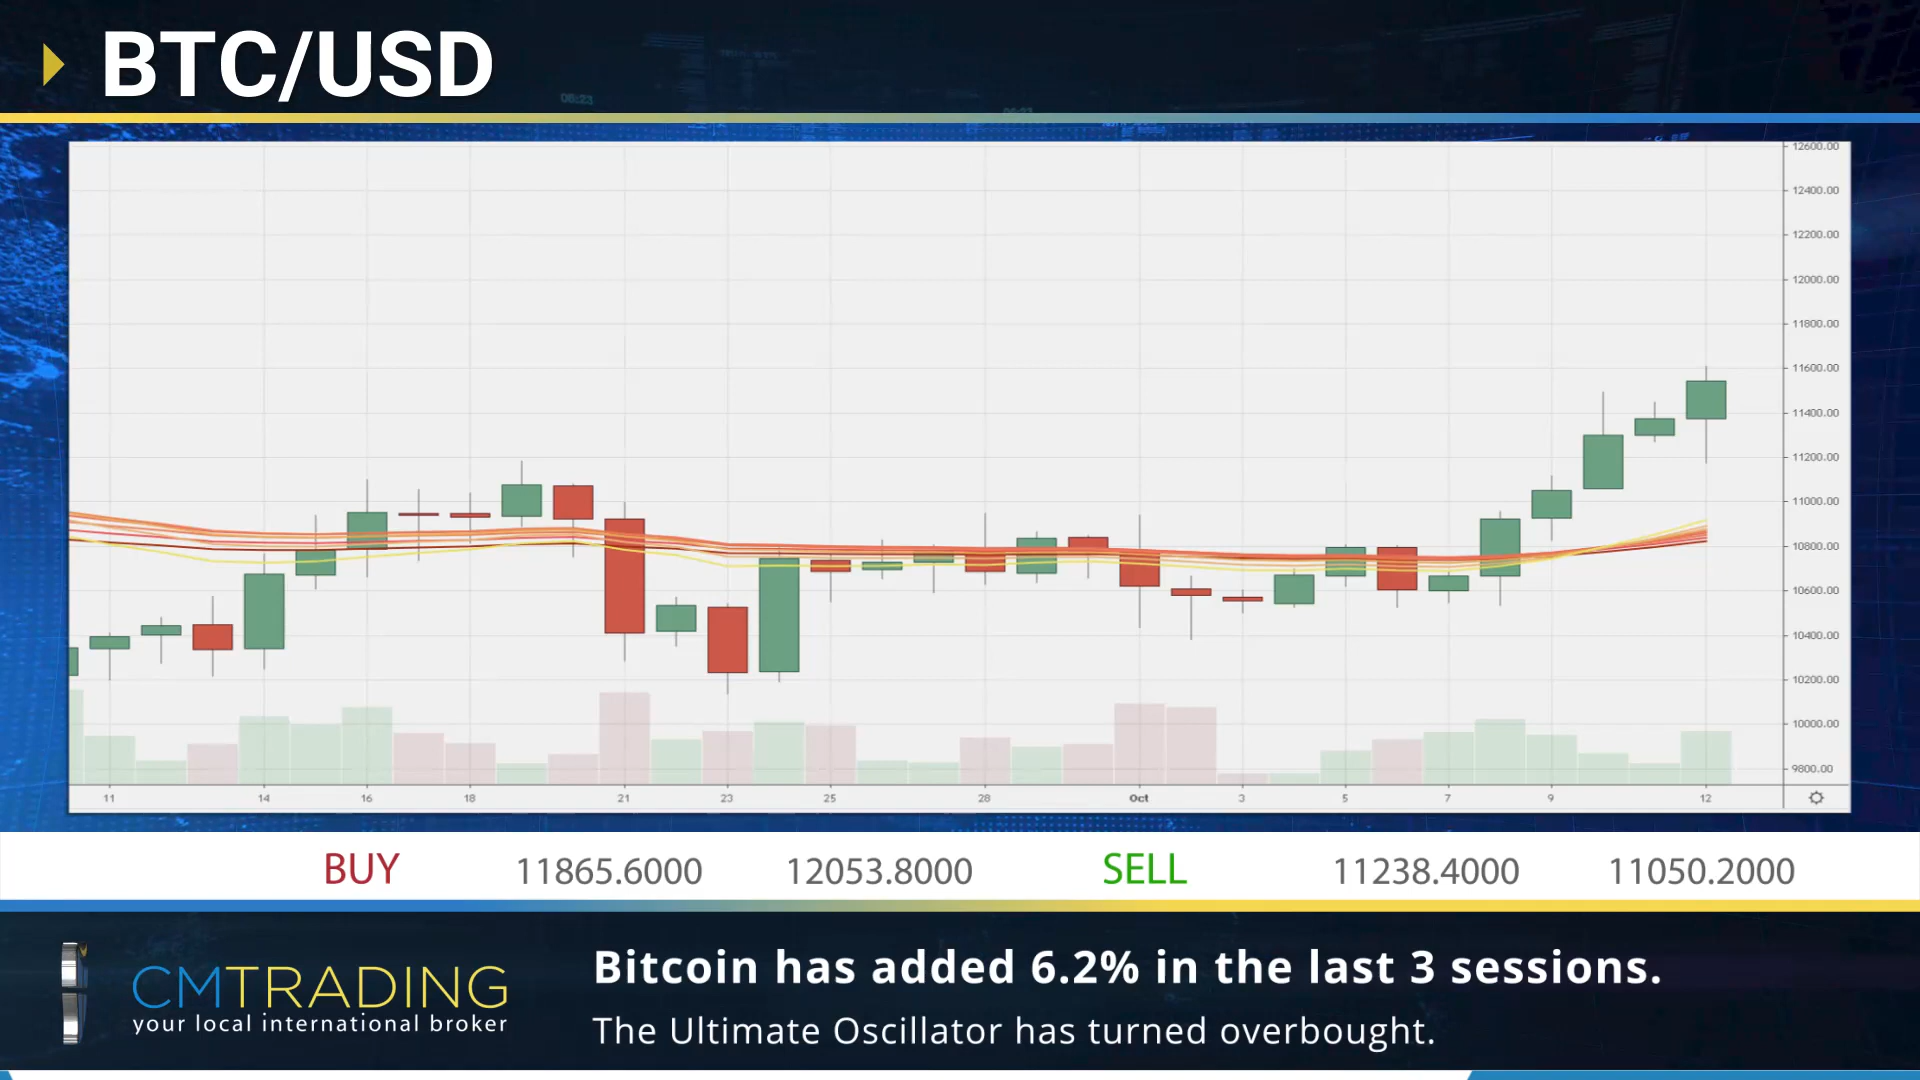 BTC/USD
06:23
06:23
12600.00
12400.00
12200.00
12000.00
11800.00
11600.00
11400.00
11200.00
11000.00
10800.00
10600.00
10400.00
10200.00
10000.00
9800.00
11 14 16 18 21 23 25 28 Oct 3 5 7 9 12
BUY 11865.6000 12053.8000 SELL 11238.4000 11050.2000
CMTRADING
your local international broker
Bitcoin has added 6.2% in the last 3 sessions.
The Ultimate Oscillator has turned overbought.